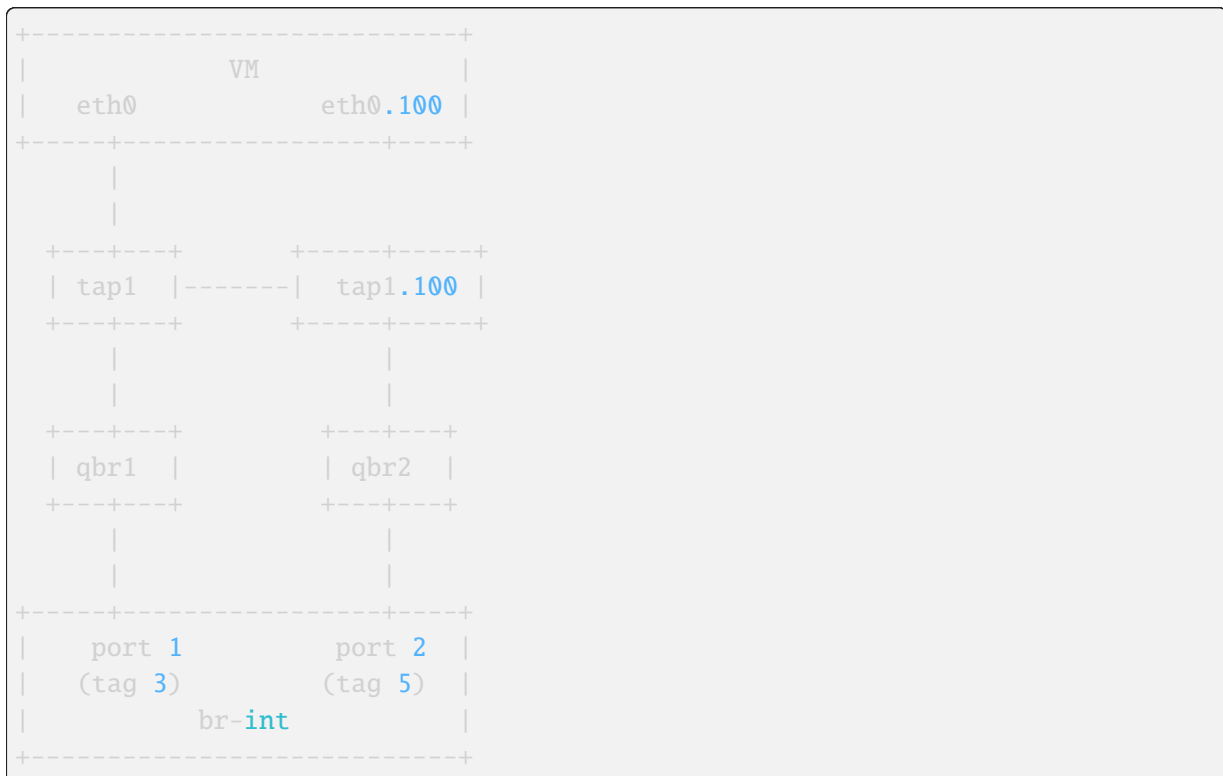 +-----------------------------+
|             VM              |
|   eth0            eth0.100 |
+------+-----------------+-----+
      |
      |
  +----+---+       +-----+-----+
  | tap1  |-------|  tap1.100 |
  +----+---+       +-----+-----+
      |                 |
      |                 |
  +---+---+         +---+---+
  | qbr1  |         | qbr2  |
  +---+---+         +---+---+
      |                 |
      |                 |
+-----+-----------------+-----+
|    port 1          port 2  |
|   (tag 3)         (tag 5)  |
|           br-int            |
+-----------------------------+